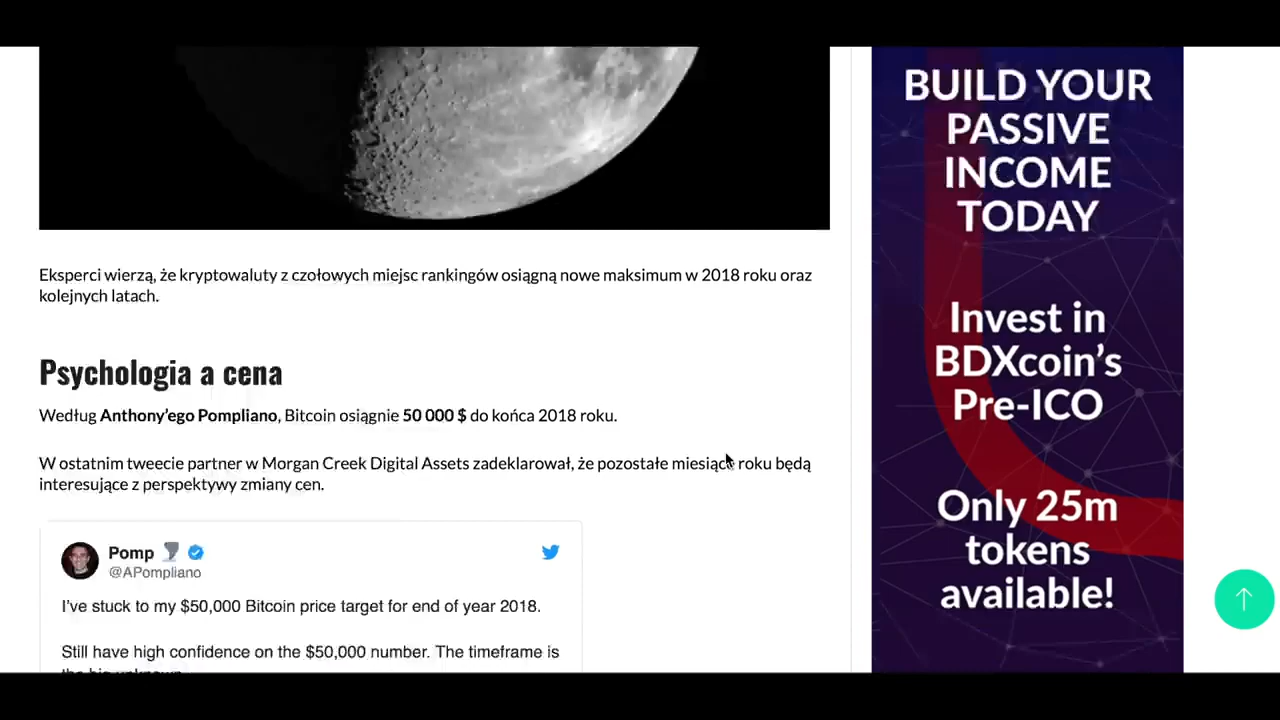 Eksperci wierzą, że kryptowaluty z czołowych miejsc rankingów osiągną nowe maksimum w 2018 roku oraz
kolejnych latach.
Psychologia a cena
Według Anthony'ego Pompliano, Bitcoin osiągnie 50 000 $ do końca 2018 roku.
W ostatnim tweecie partner w Morgan Creek Digital Assets zadeklarował, że pozostałe miesiące roku będą
interesujące z perspektywy zmiany cen.
Pomp
@APompliano
I've stuck to my $50,000 Bitcoin price target for end of year 2018.
Still have high confidence on the $50,000 number. The timeframe is
the big unknown
BUILD YOUR
PASSIVE
INCOME
TODAY
Invest in
BDXcoin's
Pre-ICO
Only 25m
tokens
available!